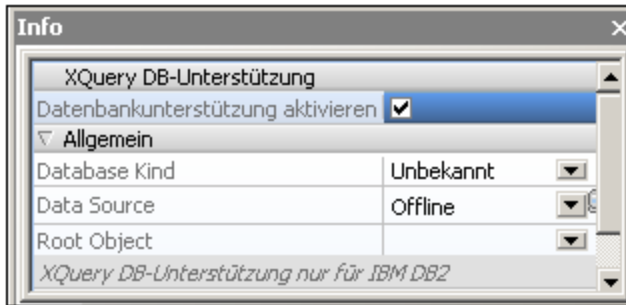 Info
XQuery DB-Unterstützung
Datenbankunterstützung aktivieren
Allgemein
Database Kind Unbekannt
Data Source Offline
Root Object
XQuery DB-Unterstützung nur für IBM DB2